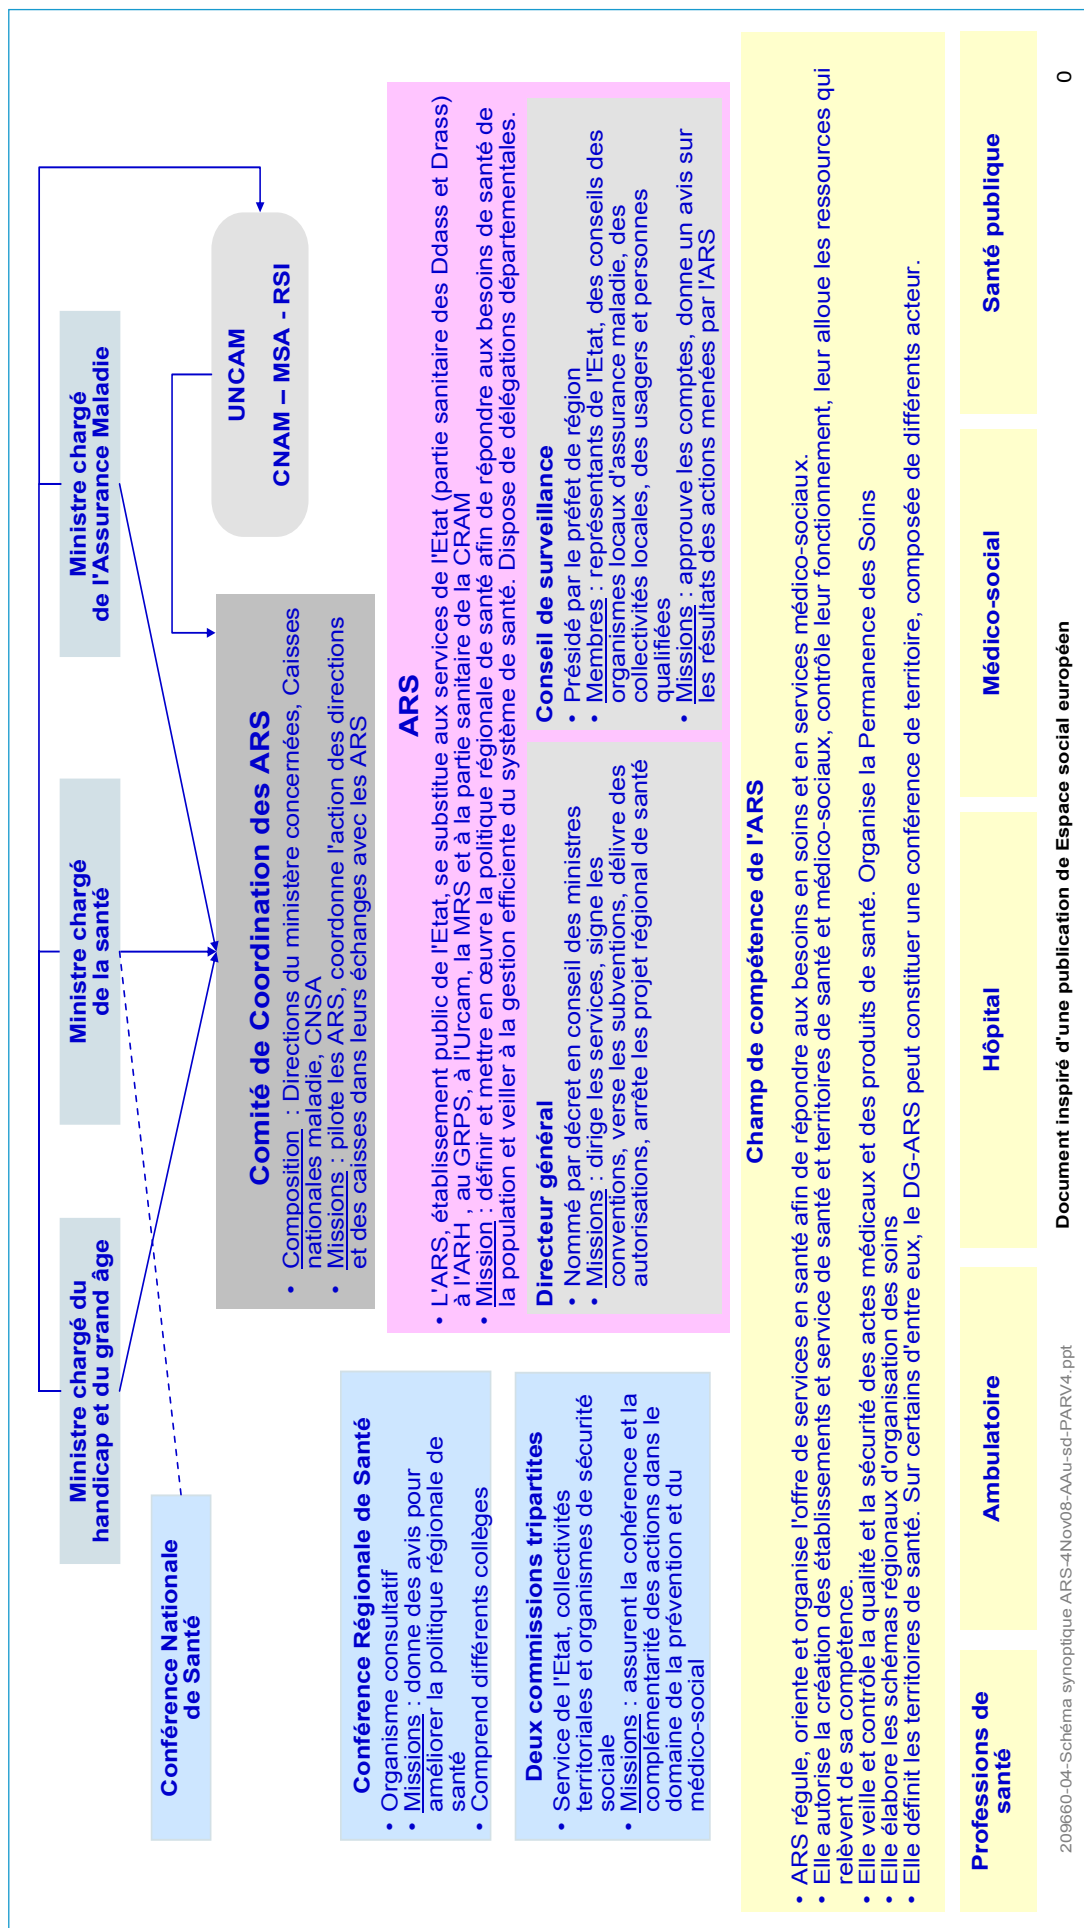 Ministre chargé du
handicap et du grand âge
Ministre chargé
de la santé
Ministre chargé
de l'Assurance Maladie
Conférence Nationale
de Santé
UNCAM
CNAM – MSA - RSI
Comité de Coordination des ARS
• Composition : Directions du ministère concernées, Caisses
nationales maladie, CNSA
• Missions : pilote les ARS, coordonne l'action des directions
et des caisses dans leurs échanges avec les ARS
Conférence Régionale de Santé
• Organisme consultatif
• Missions : donne des avis pour
améliorer la politique régionale de
santé
• Comprend différents collèges
Deux commissions tripartites
• Service de l'Etat, collectivités
territoriales et organismes de sécurité
sociale
• Missions : assurent la cohérence et la
complémentarité des actions dans le
domaine de la prévention et du
médico-social
ARS
• L'ARS, établissement public de l'Etat, se substitue aux services de l'Etat (partie sanitaire des Ddass et Drass)
à l'ARH , au GRPS, à l'Urcam, la MRS et à la partie sanitaire de la CRAM
• Mission : définir et mettre en œuvre la politique régionale de santé afin de répondre aux besoins de santé de
la population et veiller à la gestion efficiente du système de santé. Dispose de délégations départementales.
Directeur général
• Nommé par décret en conseil des ministres
• Missions : dirige les services, signe les
conventions, verse les subventions, délivre des
autorisations, arrête les projet régional de santé
Conseil de surveillance
• Présidé par le préfet de région
• Membres : représentants de l'Etat, des conseils des
organismes locaux d'assurance maladie, des
collectivités locales, des usagers et personnes
qualifiées
• Missions : approuve les comptes, donne un avis sur
les résultats des actions menées par l'ARS
Champ de compétence de l'ARS
• ARS régule, oriente et organise l'offre de services en santé afin de répondre aux besoins en soins et en services médico-sociaux.
• Elle autorise la création des établissements et service de santé et territoires de santé et médico-sociaux, contrôle leur fonctionnement, leur alloue les ressources qui
relèvent de sa compétence.
• Elle veille et contrôle la qualité et la sécurité des actes médicaux et des produits de santé. Organise la Permanence des Soins
• Elle élabore les schémas régionaux d'organisation des soins
• Elle définit les territoires de santé. Sur certains d'entre eux, le DG-ARS peut constituer une conférence de territoire, composée de différents acteur.
Professions de
santé
Ambulatoire
Hôpital
Médico-social
Santé publique
209660-04-Schéma synoptique ARS-4Nov08-AAu-sd-PARV4.ppt
Document inspiré d'une publication de Espace social européen
0